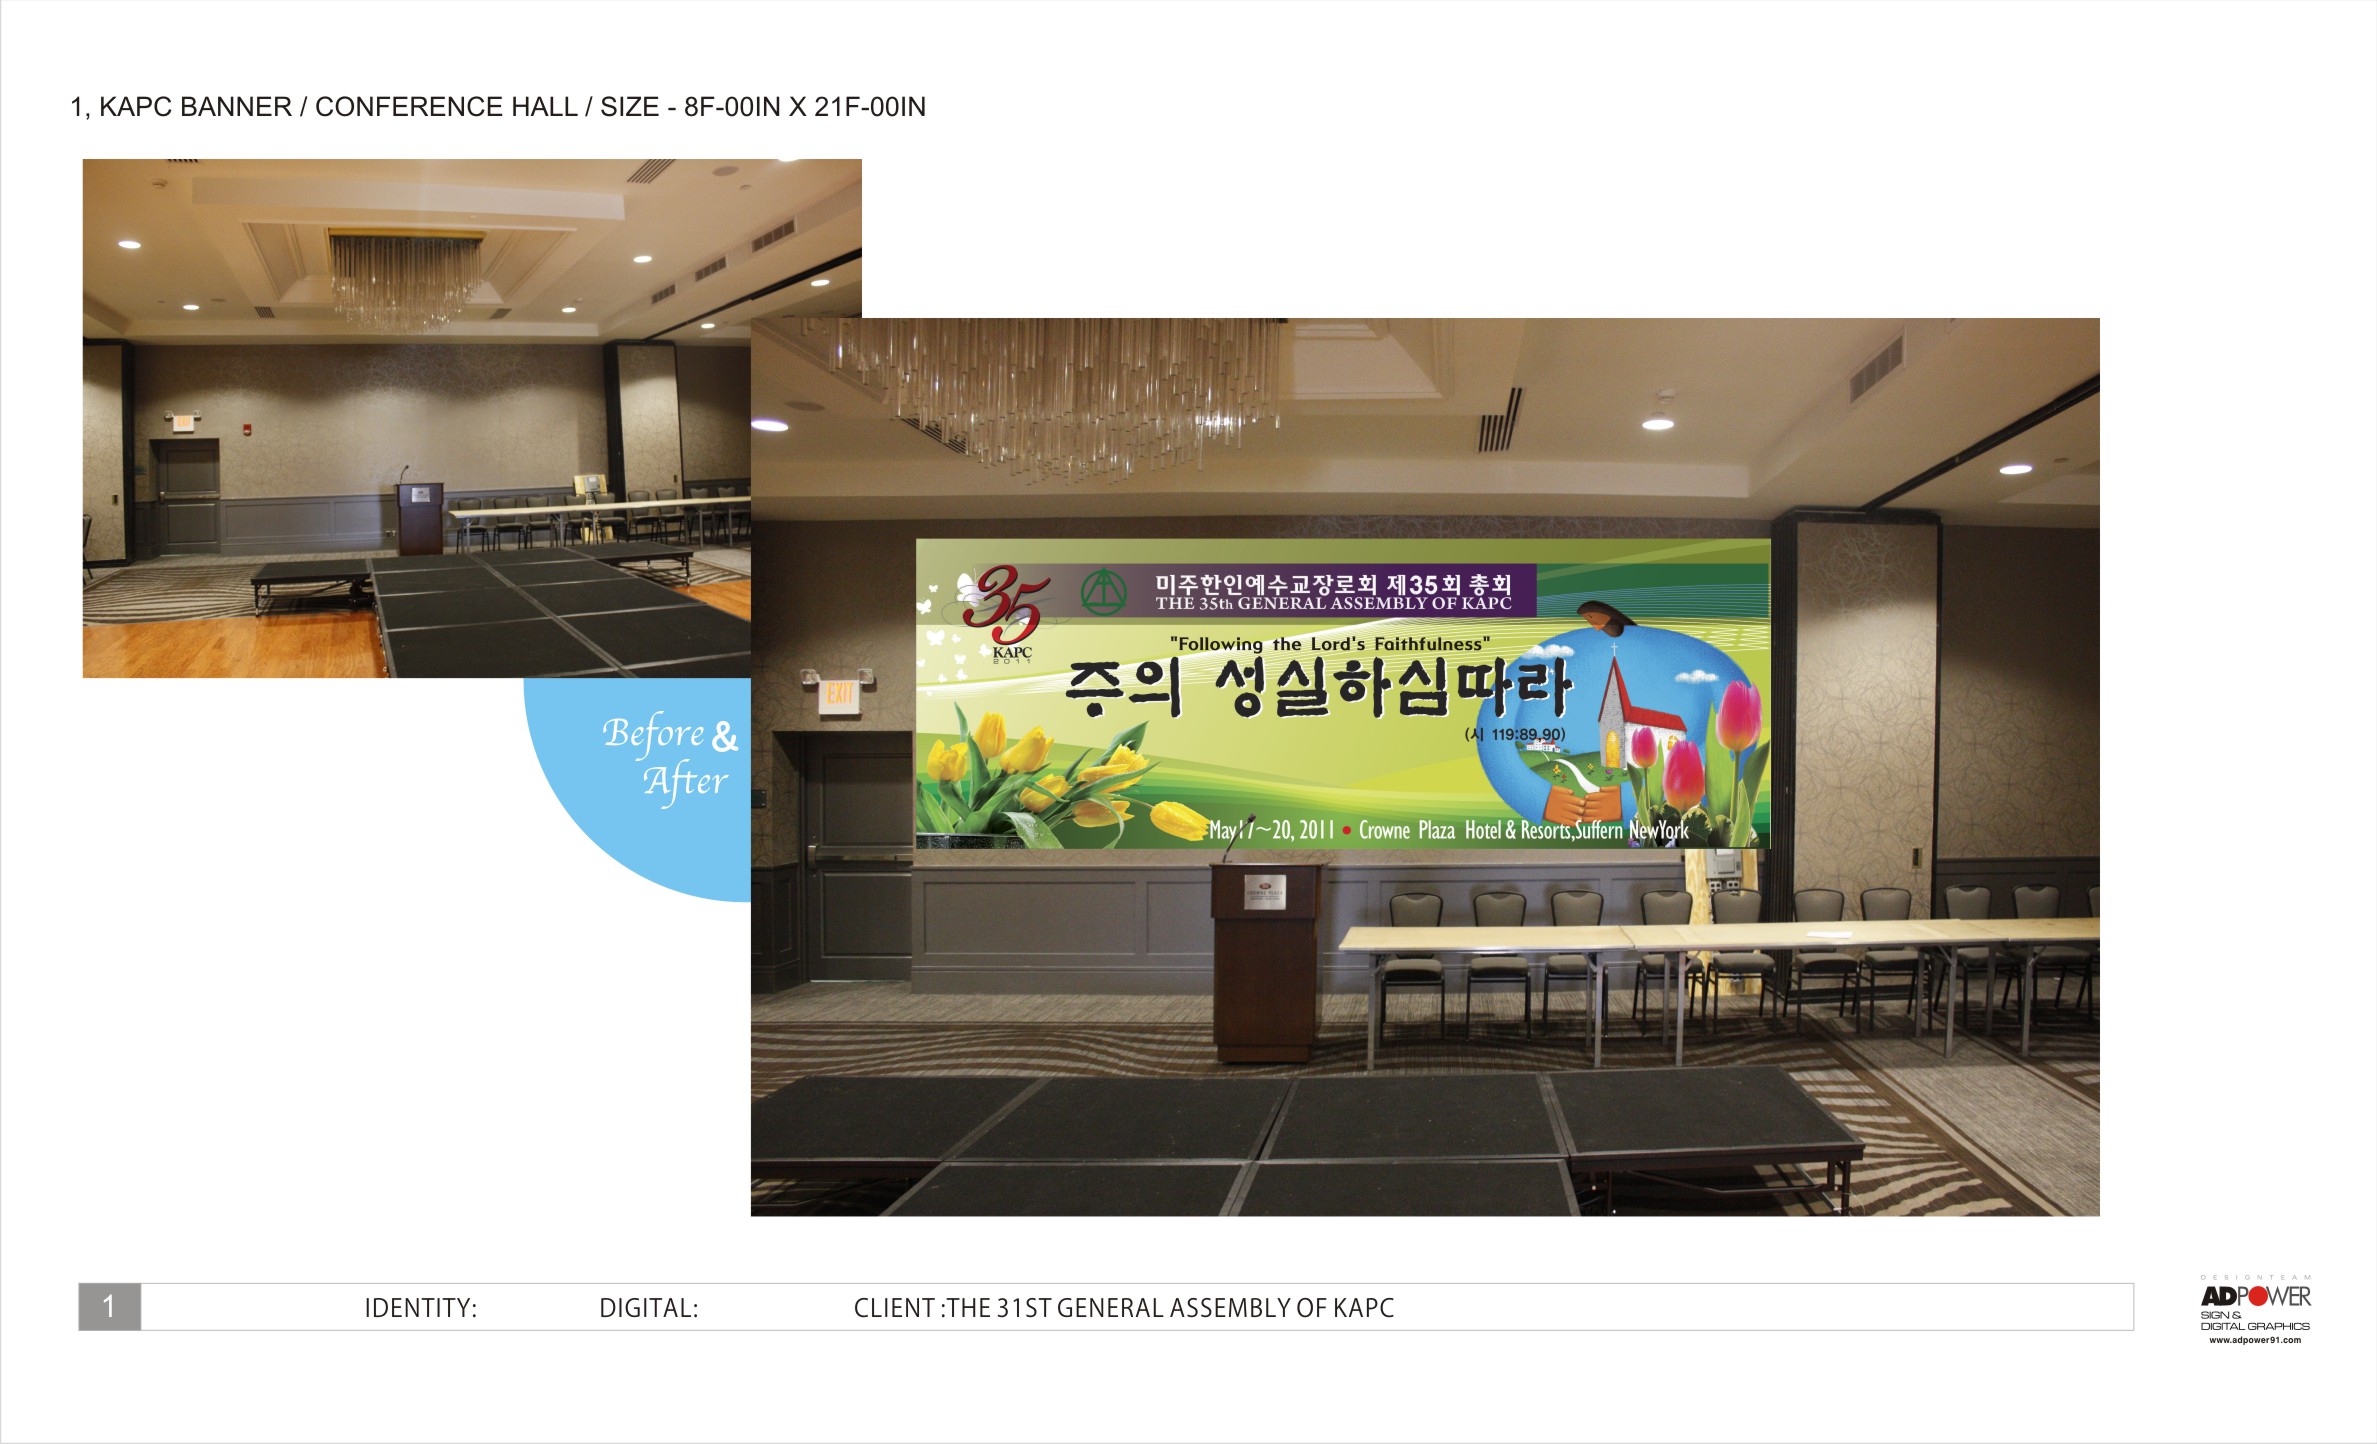 1, KAPC BANNER / CONFERENCE HALL / SIZE - 8F-00IN X 21F-00IN
EXIT
Before &
After
EXIT
35
KAPC
2011
미주한인예수교장로회 제35회 총회
THE 35th GENERAL ASSEMBLY OF KAPC
"Following the Lord's Faithfulness"
주의 성실하심따라
(시 119:89,90)
May17~20, 2011 • Crowne Plaza Hotel & Resorts,Suffern NewYork
CROWNE PLAZA
1
IDENTITY:
DIGITAL:
CLIENT :THE 31ST GENERAL ASSEMBLY OF KAPC
DESIGNTEAM
ADPOWER
SIGN &
DIGITAL GRAPHICS
www.adpower91.com